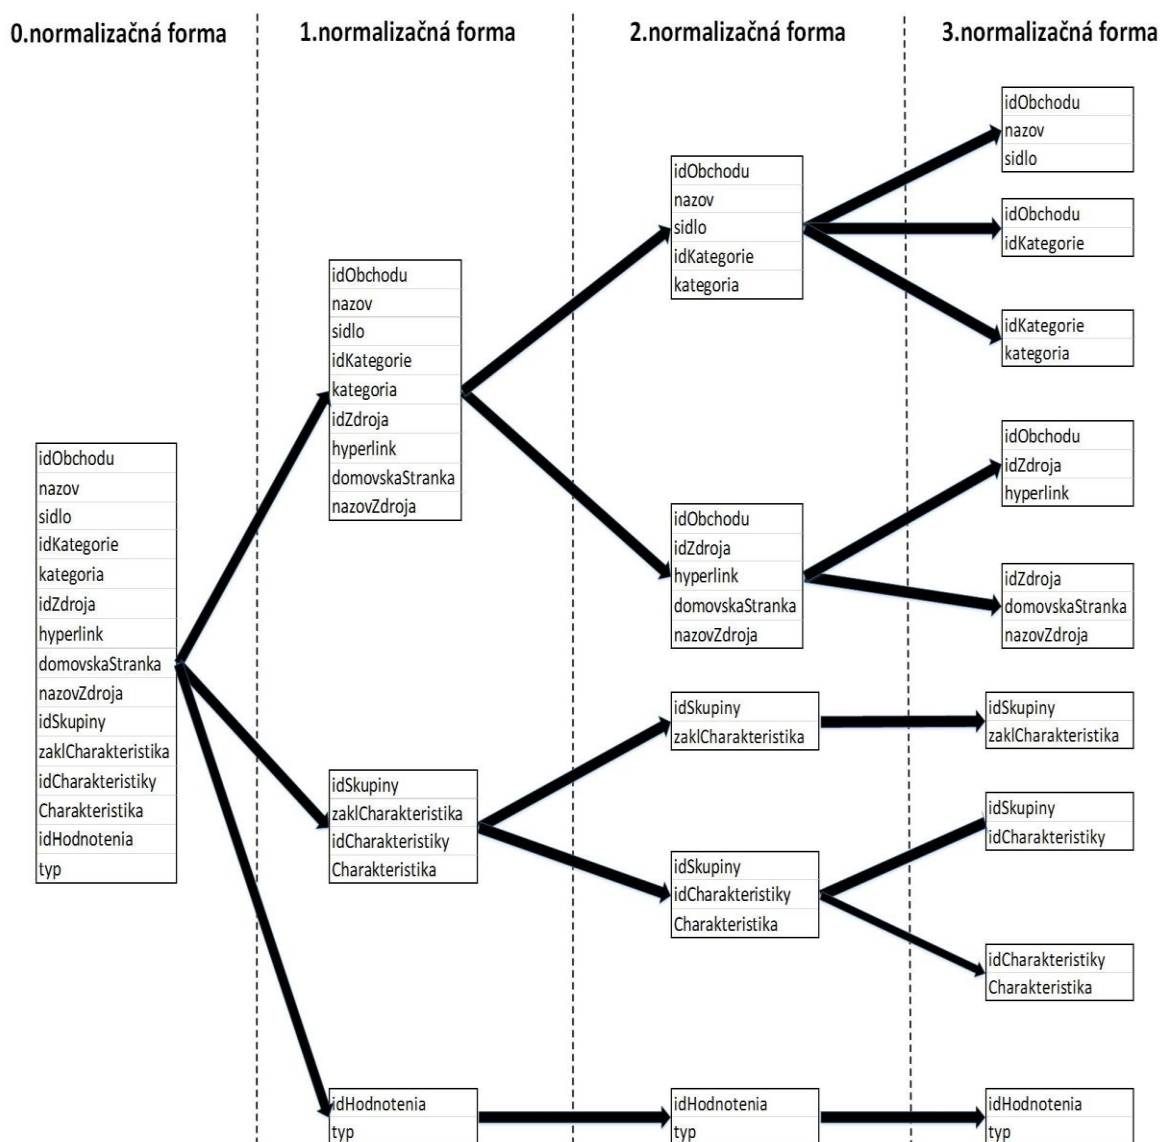 0.normalizačná forma
1.normalizačná forma
2.normalizačná forma
3.normalizačná forma
idObchodu
nazov
sidlo
idKategorie
kategoria
idZdroja
hyperlink
domovskaStranka
nazovZdroja
idSkupiny
zaklCharakteristika
idCharakteristiky
Charakteristika
idHodnotenia
typ
idObchodu
nazov
sidlo
idKategorie
kategoria
idZdroja
hyperlink
domovskaStranka
nazovZdroja
idSkupiny
zaklCharakteristika
idCharakteristiky
Charakteristika
idHodnotenia
typ
idObchodu
nazov
sidlo
idKategorie
kategoria
idObchodu
idZdroja
hyperlink
domovskaStranka
nazovZdroja
idSkupiny
zaklCharakteristika
idSkupiny
idCharakteristiky
Charakteristika
idHodnotenia
typ
idObchodu
nazov
sidlo
idObchodu
idKategorie
idKategorie
kategoria
idObchodu
idZdroja
hyperlink
idZdroja
domovskaStranka
nazovZdroja
idSkupiny
zaklCharakteristika
idSkupiny
idCharakteristiky
idCharakteristiky
Charakteristika
idHodnotenia
typ